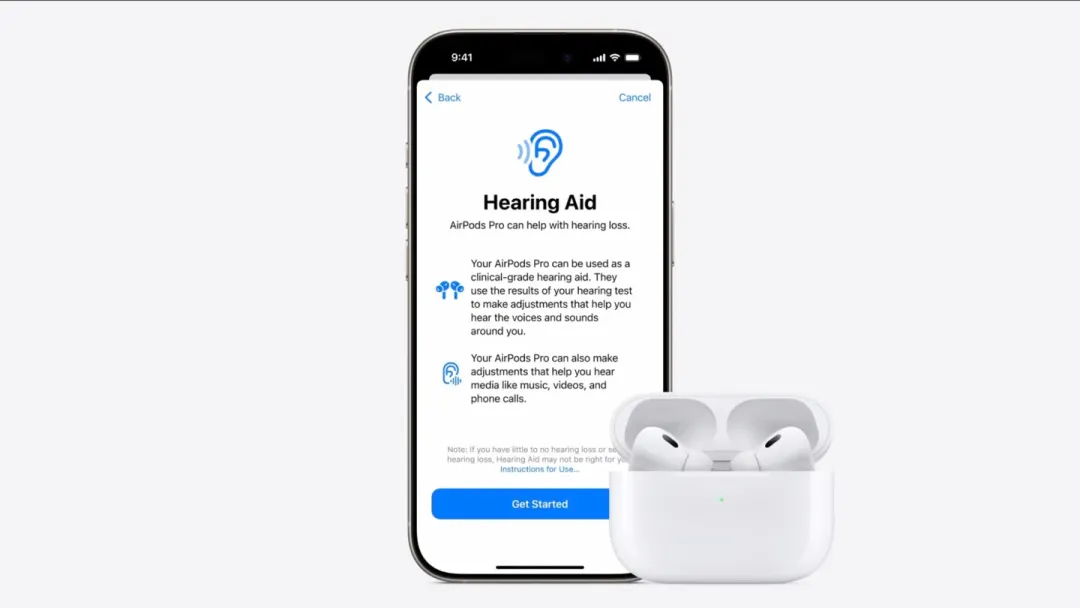 9:41
Back
Cancel
Hearing Aid
AirPods Pro can help with hearing loss.
Your AirPods Pro can be used as a
clinical-grade hearing aid. They
use the results of your hearing test
to make adjustments that help you
hear the voices and sounds
around you.
Your AirPods Pro can also make
adjustments that help you hear
media like music, videos, and
phone calls.
Note: If you have little to no hearing loss or
hearing loss, Hearing Aid may not be right for
Instructions for Use...
Get Started